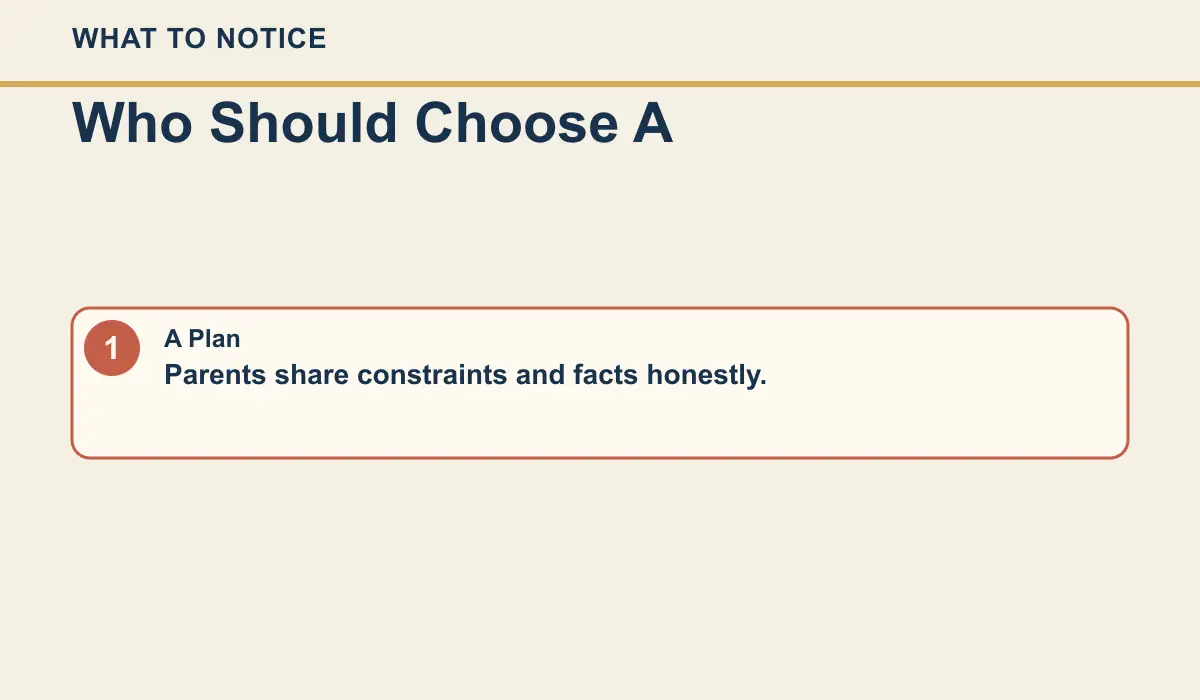 WHAT TO NOTICE
Who Should Choose A
1
A Plan
Parents share constraints and facts honestly.